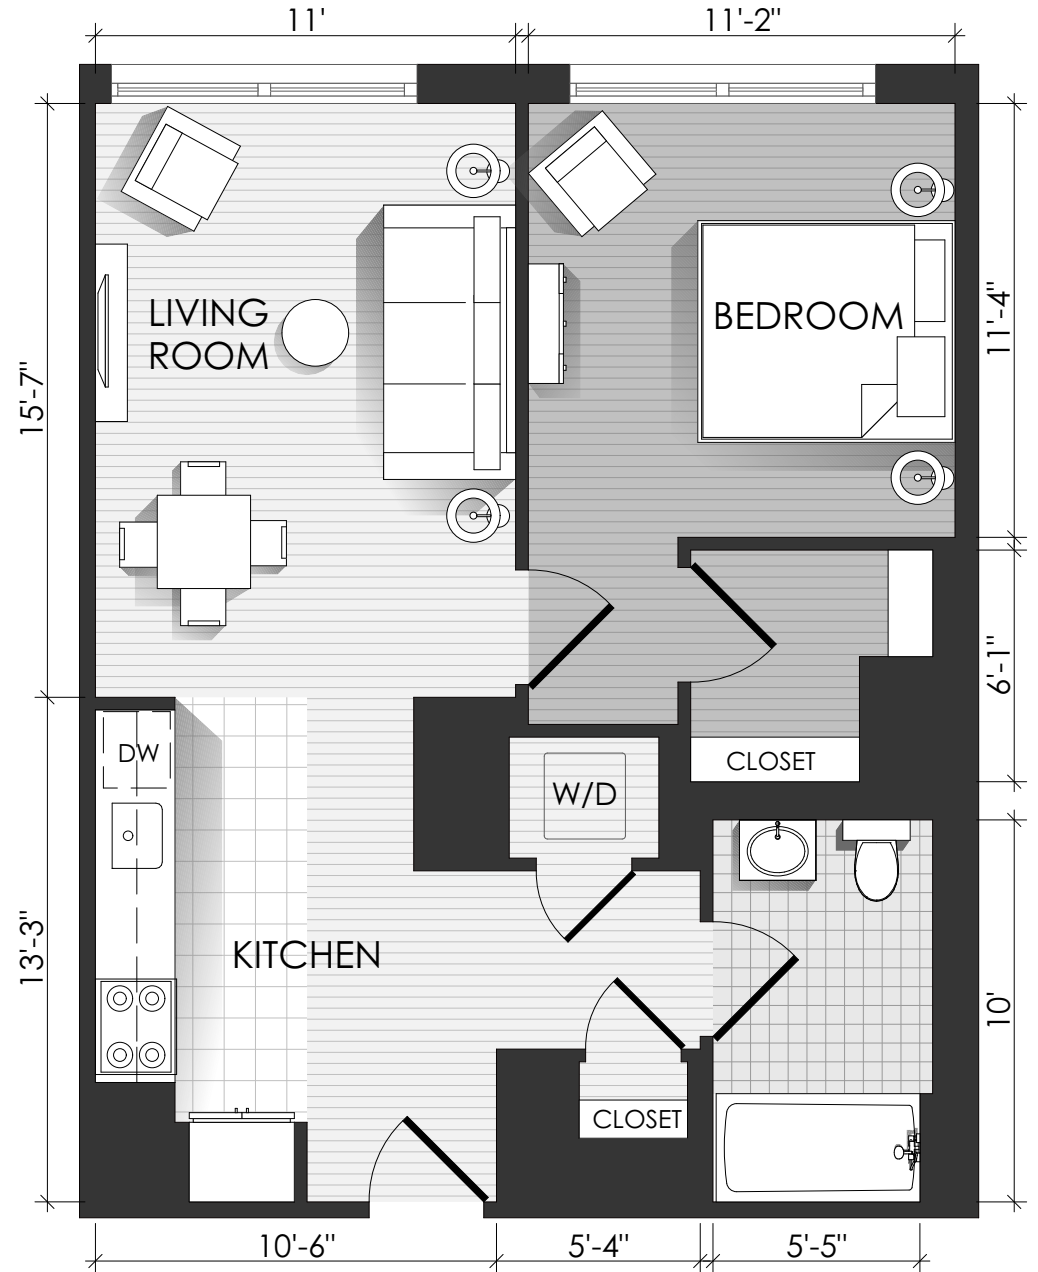 11'
11'-2"
LIVING
ROOM
BEDROOM
15'-7"
11'-4"
6'-1"
DW
CLOSET
W/D
KITCHEN
13'-3"
10'
CLOSET
10'-6"
5'-4"
5'-5"